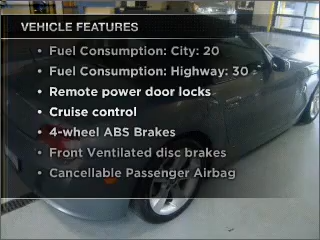 VEHICLE FEATURES
• Fuel Consumption: City: 20
• Fuel Consumption: Highway: 30
• Remote power door locks
• Cruise control
• 4-wheel ABS Brakes
• Front Ventilated disc brakes
• Cancellable Passenger Airbag